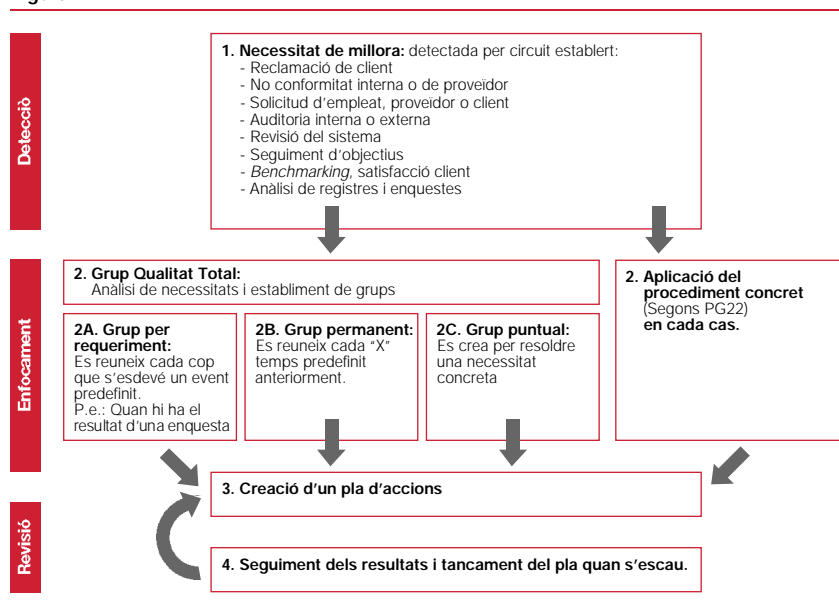 Detecció
1. Necessitat de millora: detectada per circuit establert:
- Reclamació de client
- No conformitat interna o de proveïdor
- Sol·licitud d'empleat, proveïdor o client
- Auditoria interna o externa
- Revisió del sistema
- Seguiment d'objectius
- Benchmarking, satisfacció client
- Anàlisi de registres i enquestes
Enfocament
2. Grup Qualitat Total:
Anàlisi de necessitats i establiment de grups
2A. Grup per
requeriment:
Es reuneix cada cop
que s'esdevé un event
predefinit.
P.e.: Quan hi ha el
resultat d'una enquesta
2B. Grup permanent:
Es reuneix cada "X"
temps predefinit
anteriorment.
2C. Grup puntual:
Es crea per resoldre
una necessitat
concreta
2. Aplicació del
procediment concret
(Segons PG22)
en cada cas.
3. Creació d'un pla d'accions
Revisió
4. Seguiment dels resultats i tancament del pla quan s'escau.